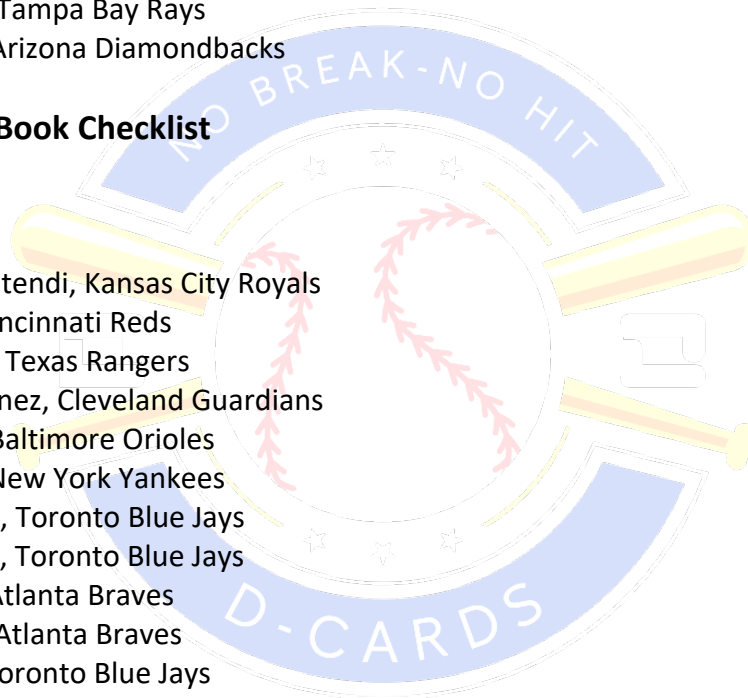 Tampa Bay Rays
Arizona Diamondbacks
NO BREAK-NO HIT
Book Checklist
tendi, Kansas City Royals
ncinnati Reds
Texas Rangers
nez, Cleveland Guardians
Baltimore Orioles
New York Yankees
, Toronto Blue Jays
, Toronto Blue Jays
Atlanta Braves
Atlanta Braves
oronto Blue Jays
D-CARDS